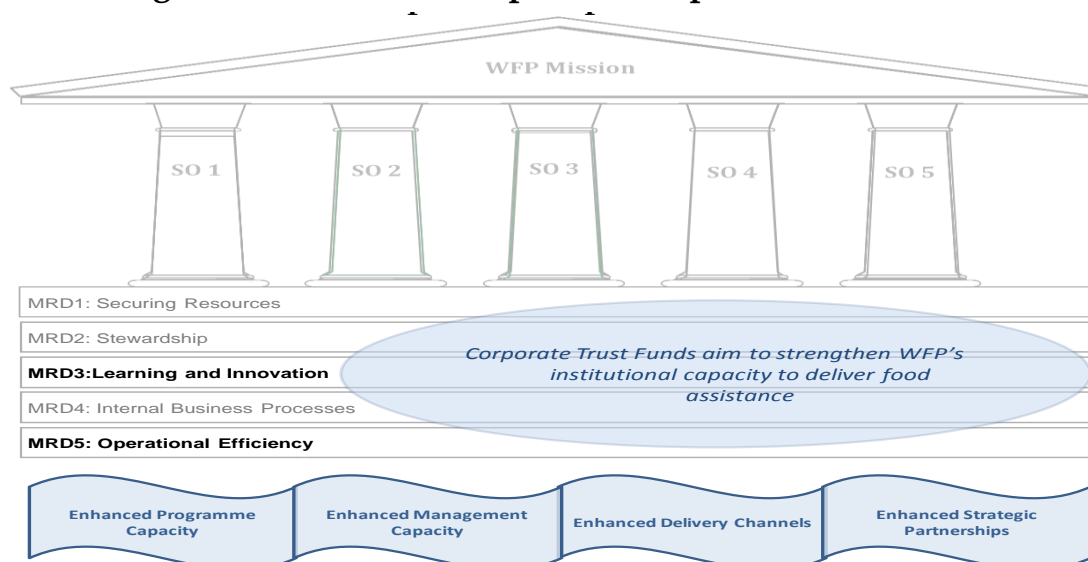 WFP Mission
SO 1
SO 2
SO 3
SO 4
SO 5
MRD1: Securing Resources
MRD2: Stewardship
MRD3:Learning and Innovation
MRD4: Internal Business Processes
MRD5: Operational Efficiency
Corporate Trust Funds aim to strengthen WFP's
institutional capacity to deliver food
assistance
Enhanced Programme
Capacity
Enhanced Management
Capacity
Enhanced Delivery Channels
Enhanced Strategic
Partnerships